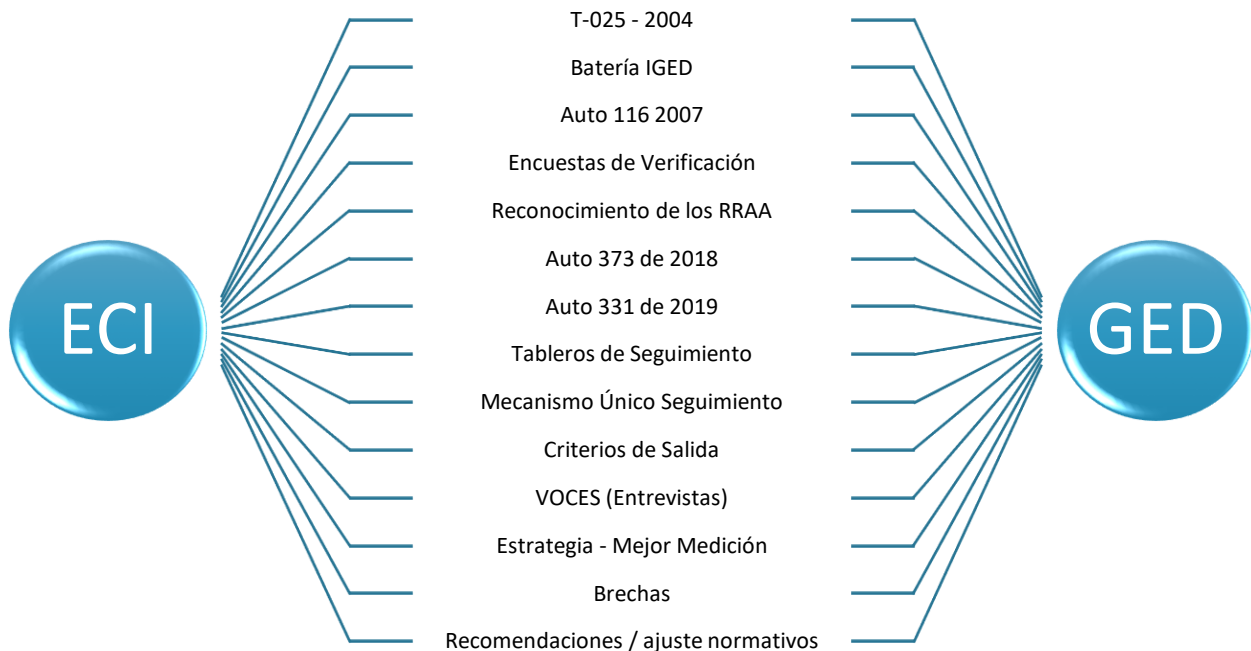 T-025 - 2004
Batería IGED
Auto 116 2007
Encuestas de Verificación
Reconocimiento de los RRAA
Auto 373 de 2018
Auto 331 de 2019
ECI
GED
Tableros de Seguimiento
Mecanismo Único Seguimiento
Criterios de Salida
VOCES (Entrevistas)
Estrategia - Mejor Medición
Brechas
Recomendaciones / ajuste normativos